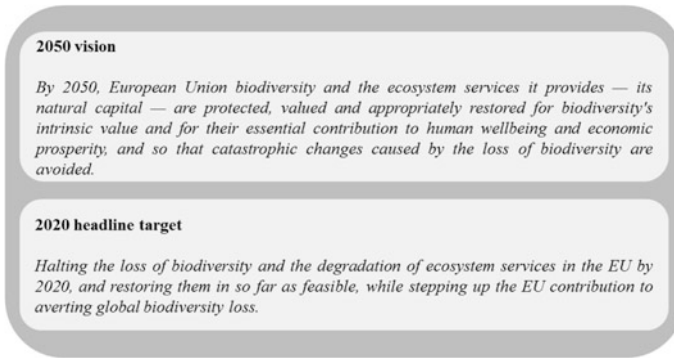 2050 vision
By 2050, European Union biodiversity and the ecosystem services it provides — its
natural capital — are protected, valued and appropriately restored for biodiversity's
intrinsic value and for their essential contribution to human wellbeing and economic
prosperity, and so that catastrophic changes caused by the loss of biodiversity are
avoided.
2020 headline target
Halting the loss of biodiversity and the degradation of ecosystem services in the EU by
2020, and restoring them in so far as feasible, while stepping up the EU contribution to
averting global biodiversity loss.